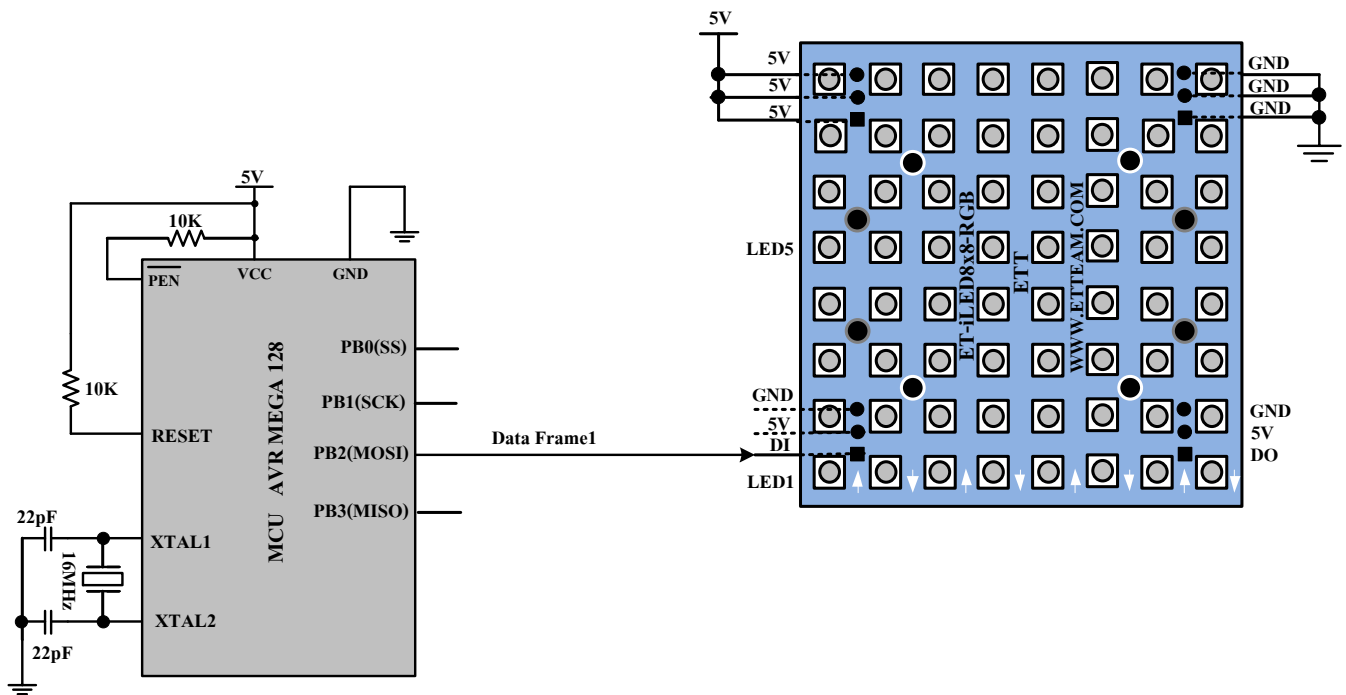 5V
5V
5V
5V
GND
GND
GND
5V
10K
PEN
VCC
GND
10K
RESET
MCU AVR MEGA 128
PB0(SS)
PB1(SCK)
PB2(MOSI)
PB3(MISO)
Data Frame1
22pF
XTAL1
16MHz
XTAL2
22pF
LED5
ET-iLED8x8-RGB
ETT
WWW.ETTEAM.COM
GND
5V
DI
LED1
GND
5V
DO